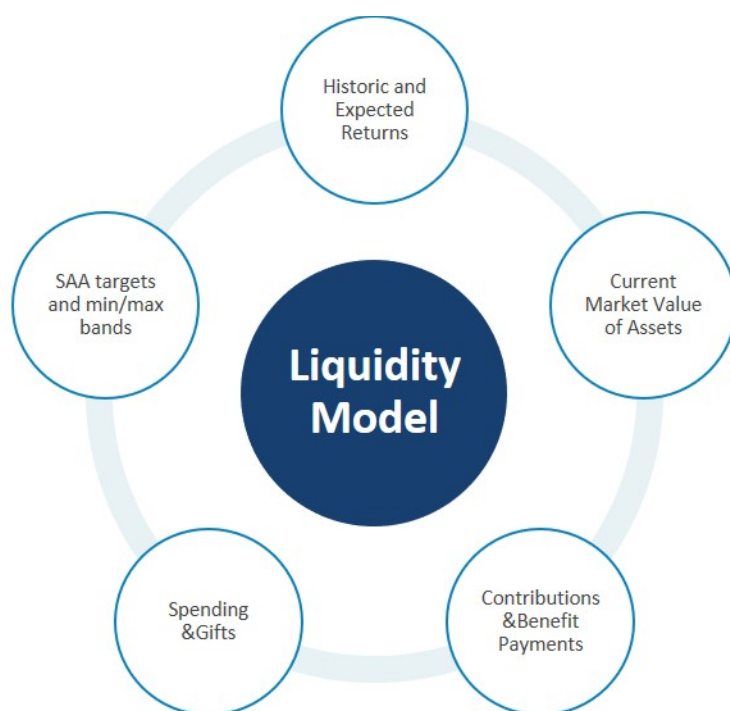 Historic and
Expected
Returns
SAA targets
and min/max
bands
Current
Market Value
of Assets
Liquidity
Model
Spending
&Gifts
Contributions
&Benefit
Payments